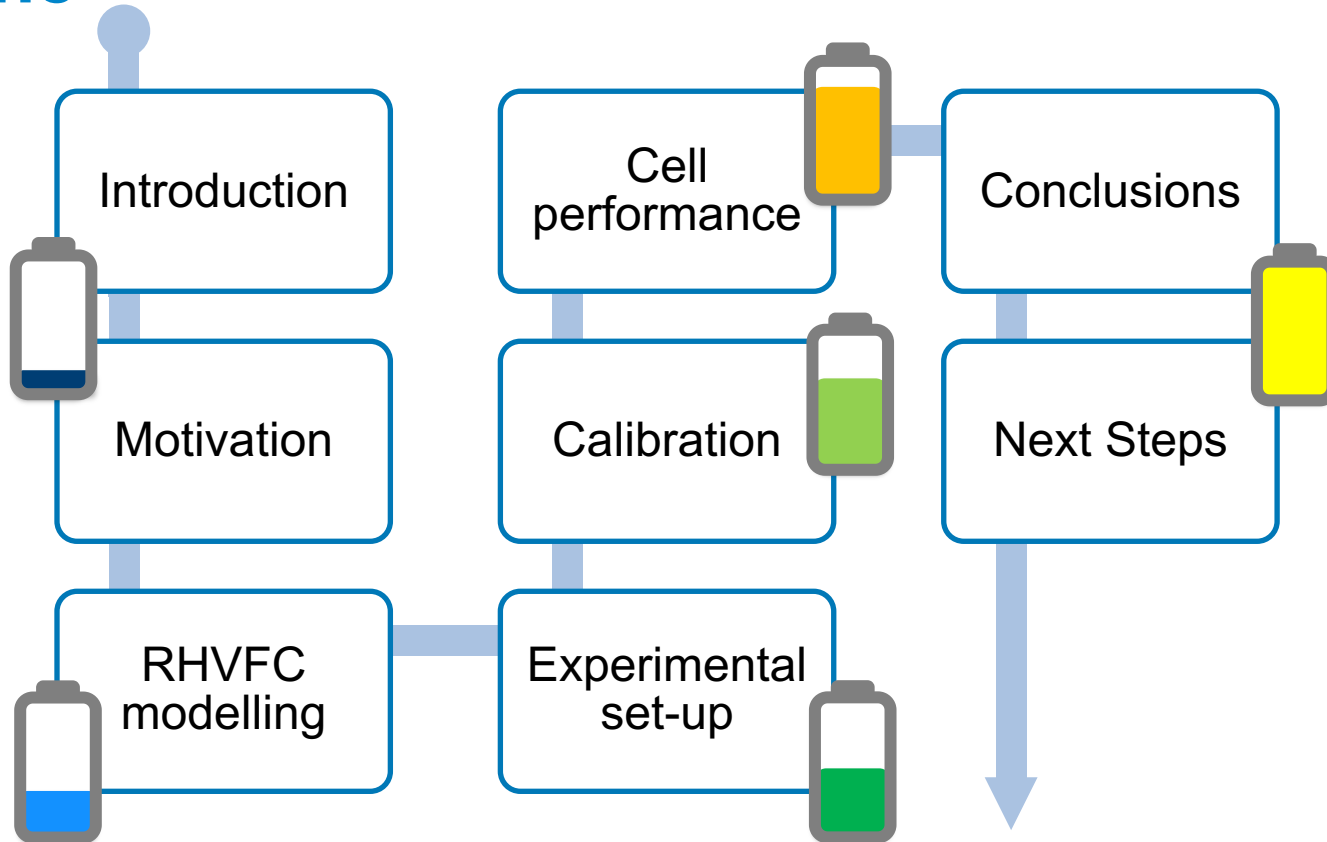 Introduction
Motivation
RHVFC
modelling
Experimental
set-up
Calibration
Cell
performance
Conclusions
Next Steps